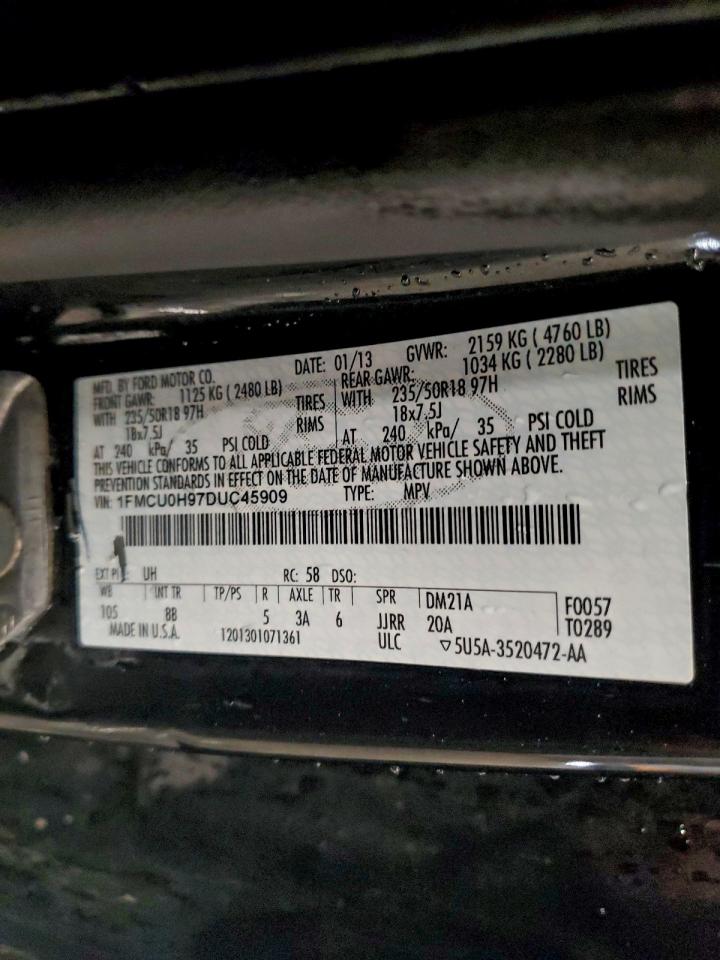 MFD. BY FORD MOTOR CO. DATE: 01/13 GVWR: 2159 KG ( 4760 LB)
FRONT GAWR: 1125 KG ( 2480 LB) REAR GAWR: 1034 KG ( 2280 LB)
WITH 235/50R18 97H TIRES WITH 235/50R18 97H TIRES
18x7.5J RIMS 18x7.5J RIMS
AT 240 kPa/ 35 PSI COLD AT 240 kPa/ 35 PSI COLD
THIS VEHICLE CONFORMS TO ALL APPLICABLE FEDERAL MOTOR VEHICLE SAFETY AND THEFT
PREVENTION STANDARDS IN EFFECT ON THE DATE OF MANUFACTURE SHOWN ABOVE.
VIN: 1FMCU0H97DUC45909 TYPE: MPV
EXT UH RC: 58 DSO:
WB INT TR TP/PS R AXLE TR SPR DM21A F0057
105 8B 5 3A 6 JJRR 20A T0289
MADE IN U.S.A. 1201301071361 ULC ▽5U5A-3520472-AA